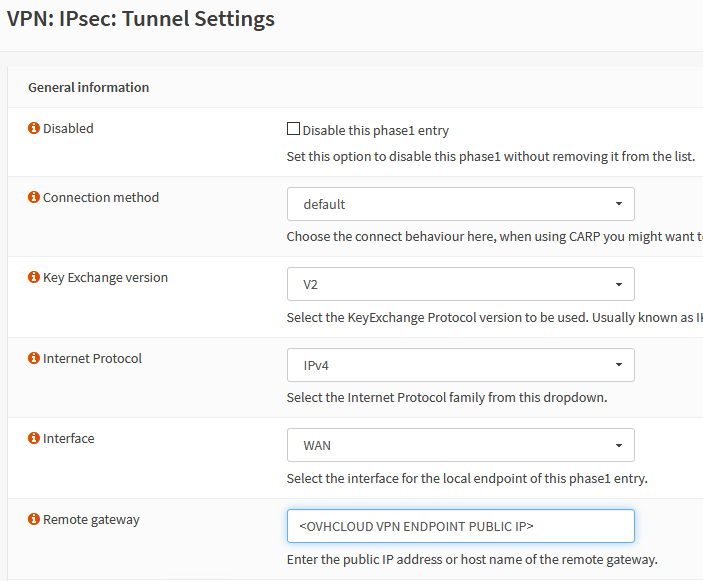 VPN: IPsec: Tunnel Settings
General information
Disabled
Disable this phase1 entry
Set this option to disable this phase1 without removing it from the list.
Connection method
default
Choose the connect behaviour here, when using CARP you might want t
Key Exchange version
V2
Select the KeyExchange Protocol version to be used. Usually known as I
Internet Protocol
IPv4
Select the Internet Protocol family from this dropdown.
Interface
WAN
Select the interface for the local endpoint of this phase1 entry.
Remote gateway
<OVHCLOUD VPN ENDPOINT PUBLIC IP>
Enter the public IP address or host name of the remote gateway.